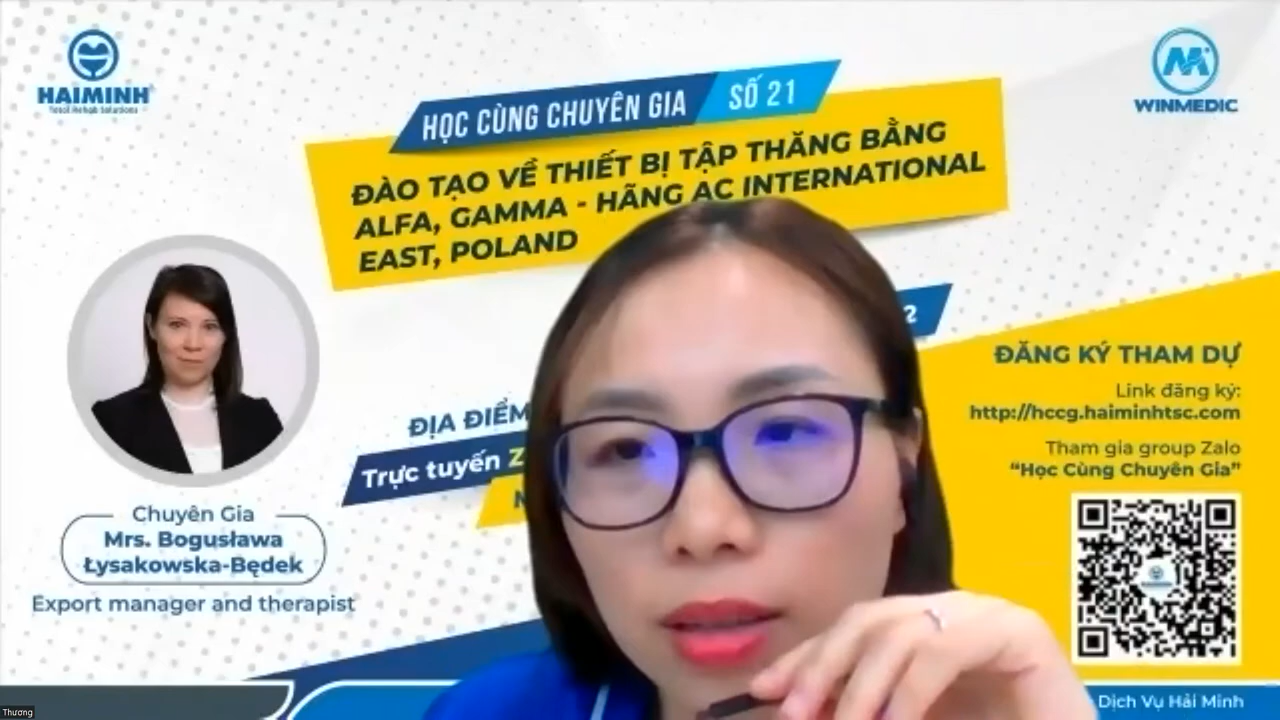 HAIMINH
Total Rehab Solutions
WINMEDIC
HỌC CÙNG CHUYÊN GIA SỐ 21
ĐÀO TẠO VỀ THIẾT BỊ TẬP THĂNG BẰNG
ALFA, GAMMA - HÃNG AC INTERNATIONAL
EAST, POLAND
2
ĐỊA ĐIỂM
Trực tuyến Z
Chuyên Gia
Mrs. Bogusława
Łysakowska-Będek
Export manager and therapist
ĐĂNG KÝ THAM DỰ
Link đăng ký:
http://hccg.haiminhtsc.com
Tham gia group Zalo
“Học Cùng Chuyên Gia”
Dịch Vụ Hải Minh
Thương